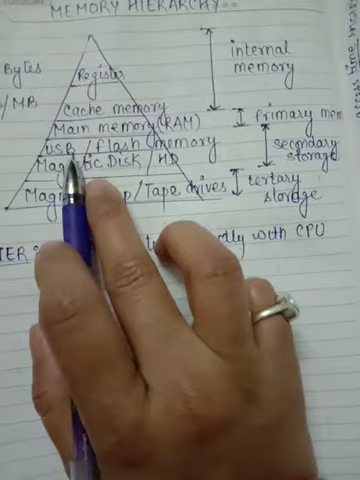 MEMORY HIERARCHY
Bytes
Register
internal
memory
/MB
Cache memory
Main memory (RAM)
Primary mem
USB / Flash memory
secondary
storage
Magnetic Disk / HD
Tape drives
tertiary
storage
with CPU